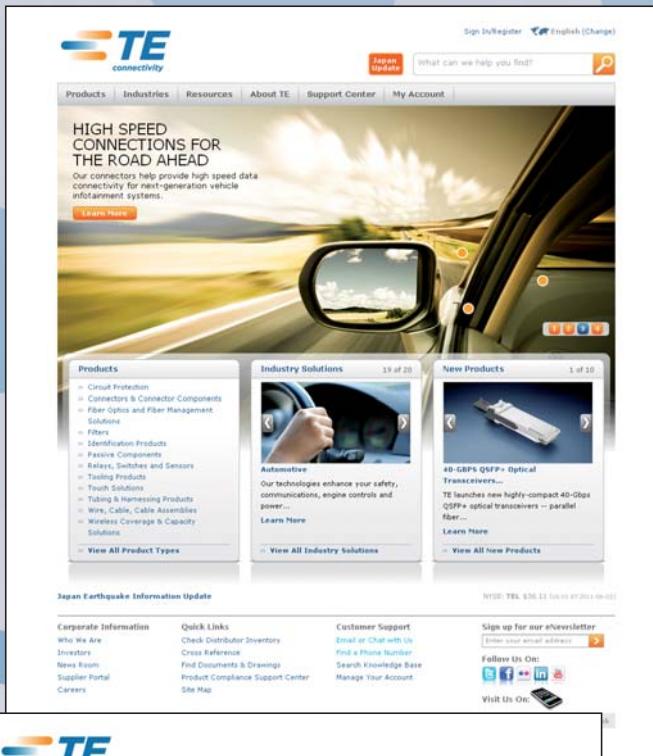 TE
connectivity
Sign In/Register English (Change)
Japan
Update
What can we help you find?
Products Industries Resources About TE Support Center My Account
HIGH SPEED
CONNECTIONS FOR
THE ROAD AHEAD
Our connectors help provide high speed data
connectivity for next-generation vehicle
infotainment systems.
Learn More
1 2 3 4
Products
Circuit Protection
Connectors & Connector Components
Fiber Optics and Fiber Management
Solutions
Filters
Identification Products
Passive Components
Relays, Switches and Sensors
Tooling Products
Touch Solutions
Tubing & Harnessing Products
Wire, Cable, Cable Assemblies
Wireless Coverage & Capacity
Solutions
View All Product Types
Industry Solutions 19 of 20
Automotive
Our technologies enhance your safety,
communications, engine controls and
power...
Learn More
View All Industry Solutions
New Products 1 of 10
40-GBPS QSFP+ Optical
Transceivers...
TE launches new highly-compact 40-Gbps
QSFP+ optical transceivers -- parallel
fiber...
Learn More
View All New Products
Japan Earthquake Information Update
NYSE: TEL $36.11
Corporate Information
Who We Are
Investors
News Room
Supplier Portal
Careers
Quick Links
Check Distributor Inventory
Cross Reference
Find Documents & Drawings
Product Compliance Support Center
Site Map
Customer Support
Email or Chat with Us
Find a Phone Number
Search Knowledge Base
Manage Your Account
Sign up for our eNewsletter
Enter your email address
Follow Us On:
Visit Us On:
TE